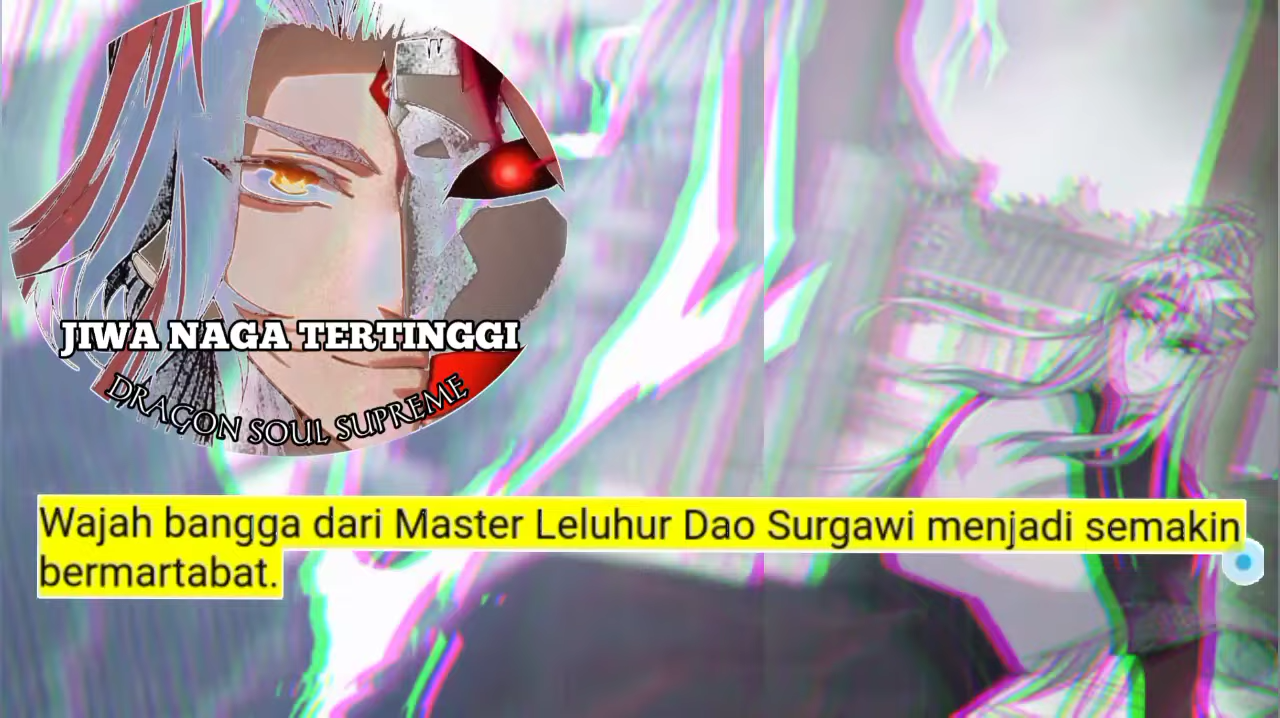 JIWA NAGA TERTINGGI
DRAGON SOUL SUPREME
Wajah bangga dari Master Leluhur Dao Surgawi menjadi semakin
bermartabat.